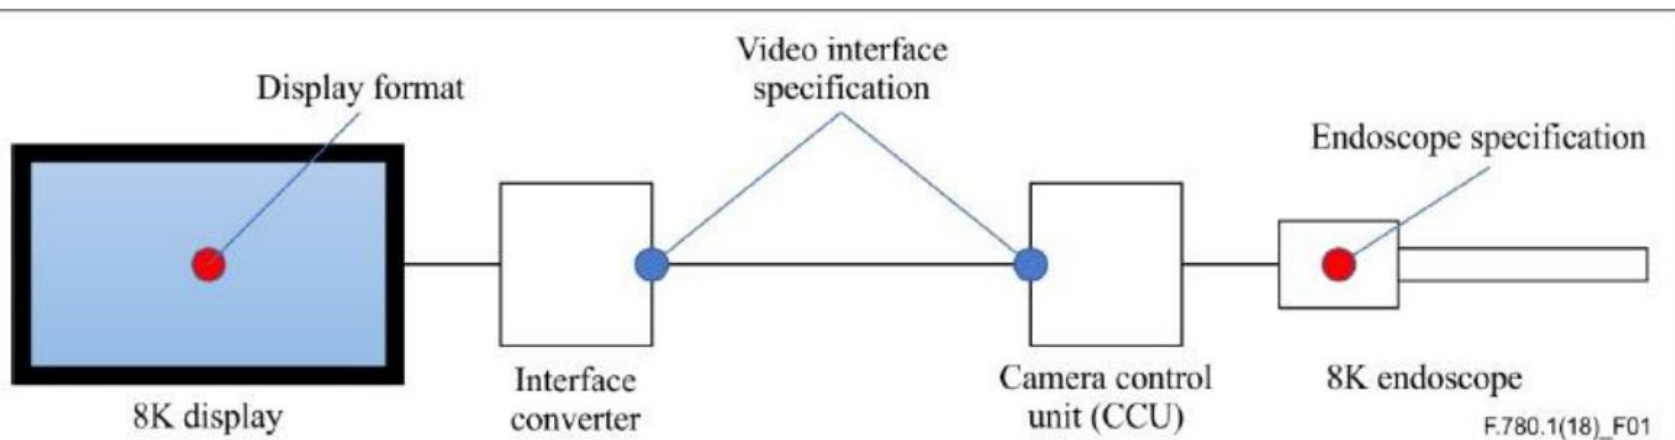 Display format
Video interface
specification
Endoscope specification
8K display
Interface
converter
Camera control
unit (CCU)
8K endoscope
F.780.1(18)_F01